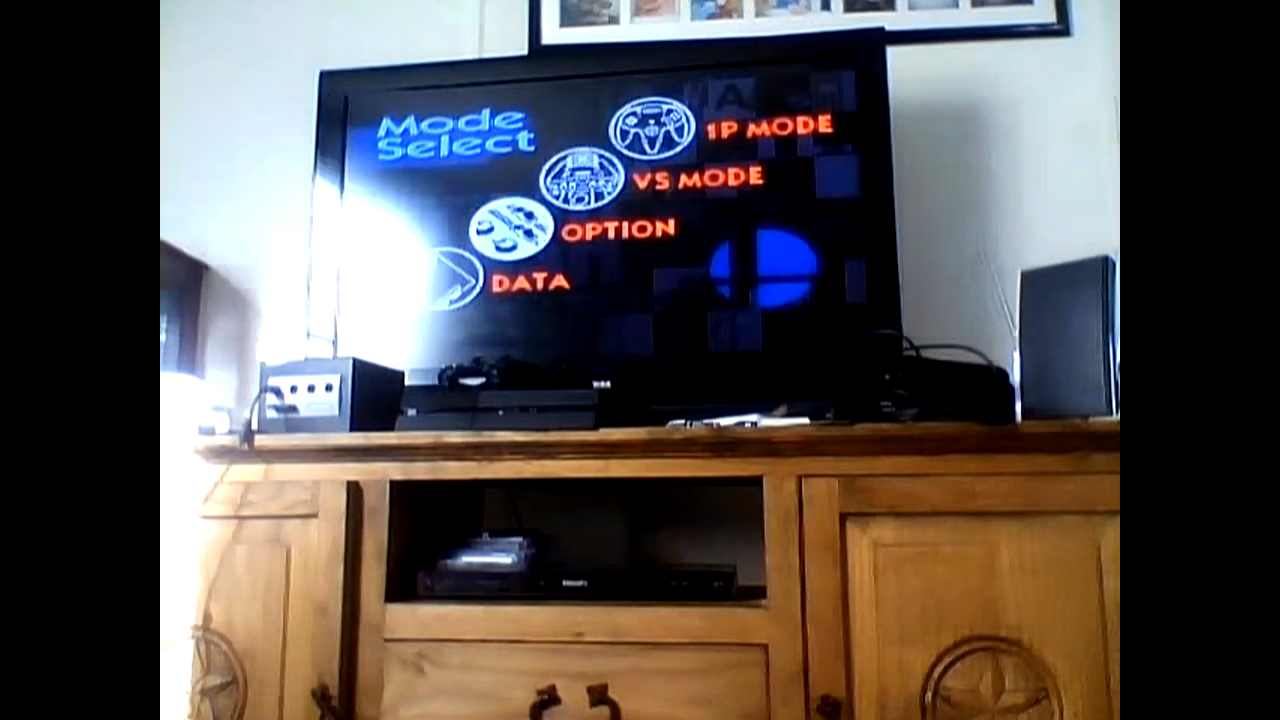 Mode
Select
1P MODE
VS MODE
OPTION
DATA